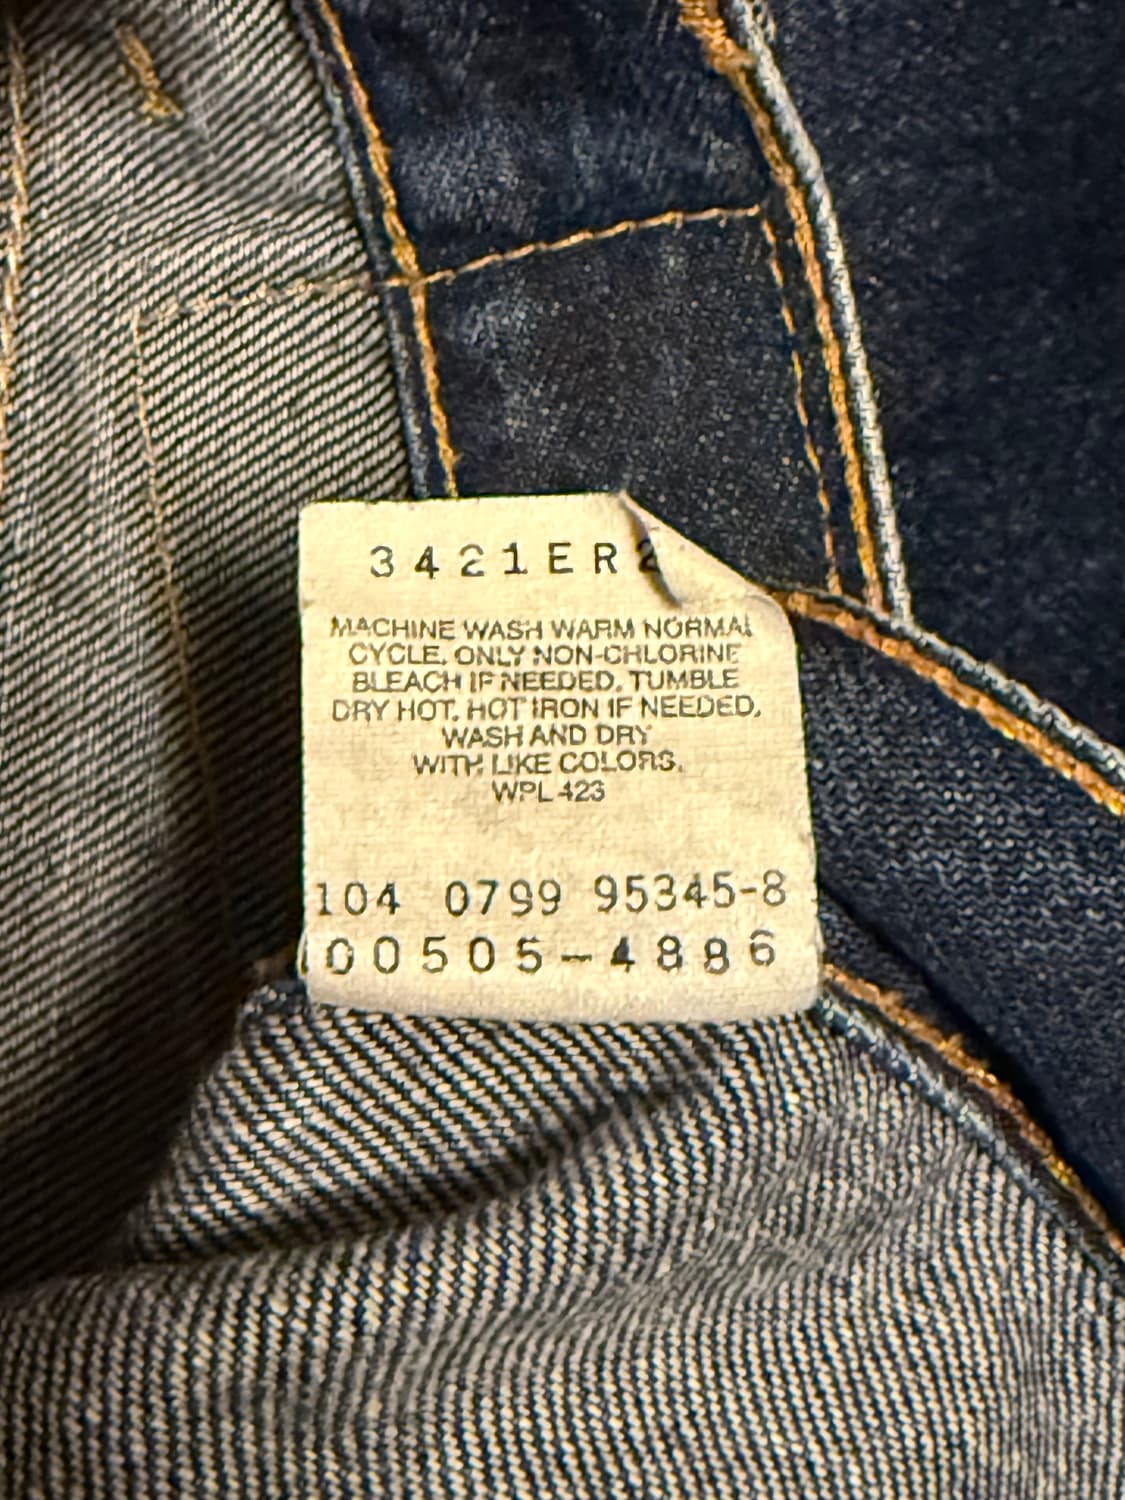 3421ER2
MACHINE WASH WARM NORMAL
CYCLE. ONLY NON-CHLORINE
BLEACH IF NEEDED. TUMBLE
DRY HOT. HOT IRON IF NEEDED.
WASH AND DRY
WITH LIKE COLORS.
WPL 423
104 0799 95345-8
00505-4886